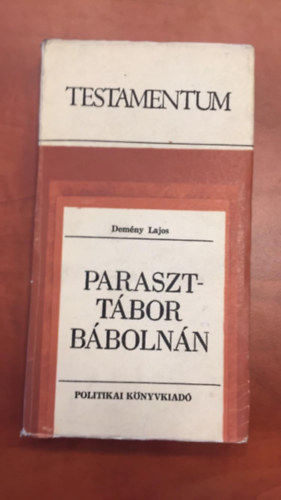 TESTAMENTUM
Demény Lajos
PARASZT-
TÁBOR
BÁBOLNÁN
POLITIKAI KÖNYVKIADÓ